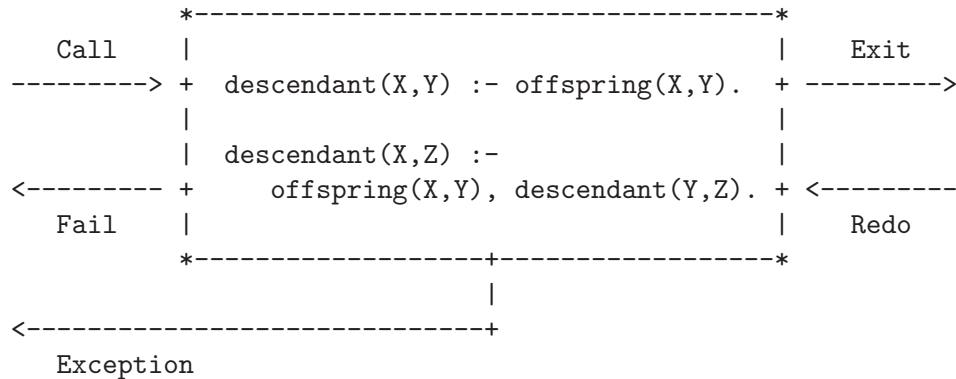 *--------------------------------------*
Call | | Exit
---------> + descendant(X,Y) :- offspring(X,Y). + --------->
| |
| descendant(X,Z) :- |
<--------- + offspring(X,Y), descendant(Y,Z). + <---------
Fail | | Redo
*-------------------+------------------*
|
<------------------------------+
Exception